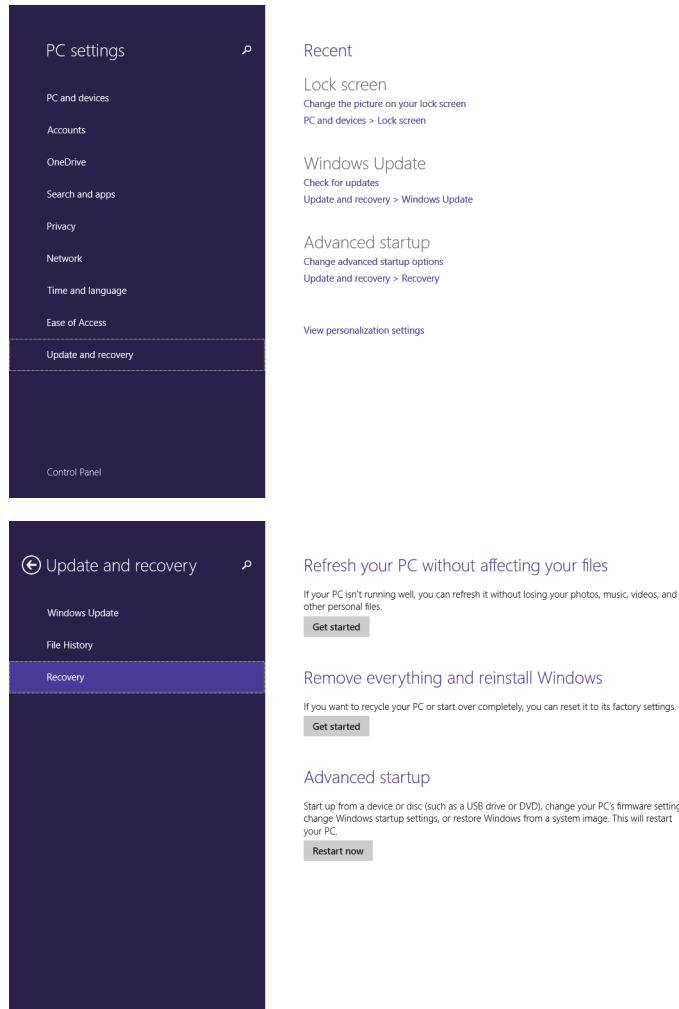 PC settings
PC and devices
Accounts
OneDrive
Search and apps
Privacy
Network
Time and language
Ease of Access
Update and recovery
Control Panel
Recent
Lock screen
Change the picture on your lock screen
PC and devices > Lock screen
Windows Update
Check for updates
Update and recovery > Windows Update
Advanced startup
Change advanced startup options
Update and recovery > Recovery
View personalization settings
Update and recovery
Windows Update
File History
Recovery
Refresh your PC without affecting your files
If your PC isn't running well, you can refresh it without losing your photos, music, videos, and
other personal files.
Get started
Remove everything and reinstall Windows
If you want to recycle your PC or start over completely, you can reset it to its factory settings.
Get started
Advanced startup
Start up from a device or disc (such as a USB drive or DVD), change your PC's firmware setting
change Windows startup settings, or restore Windows from a system image. This will restart
your PC.
Restart now